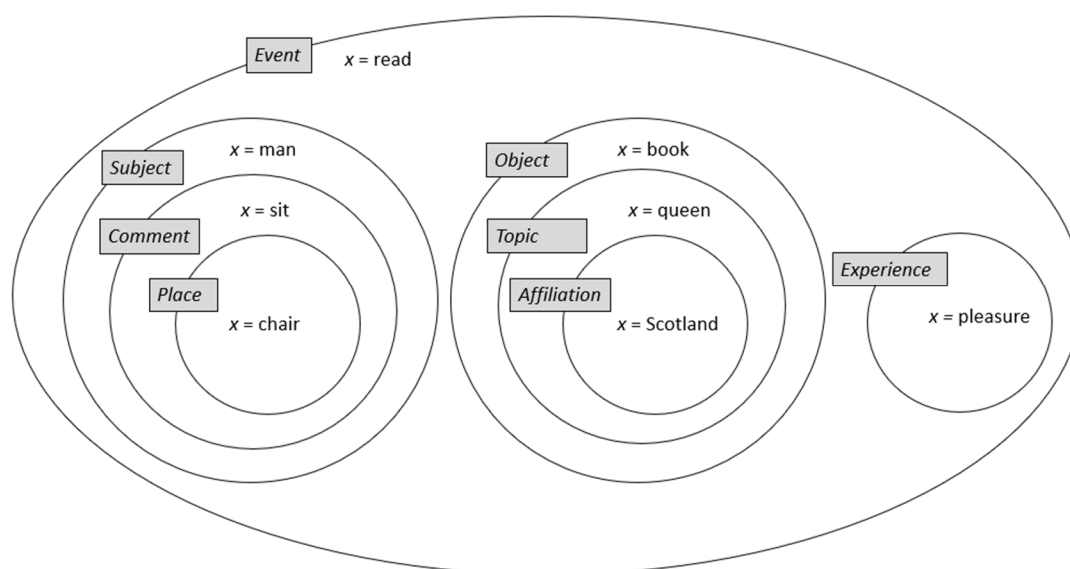 Event
x = read
Subject
x = man
Comment
x = sit
Place
x = chair
Object
x = book
Topic
x = queen
Affiliation
x = Scotland
Experience
x = pleasure